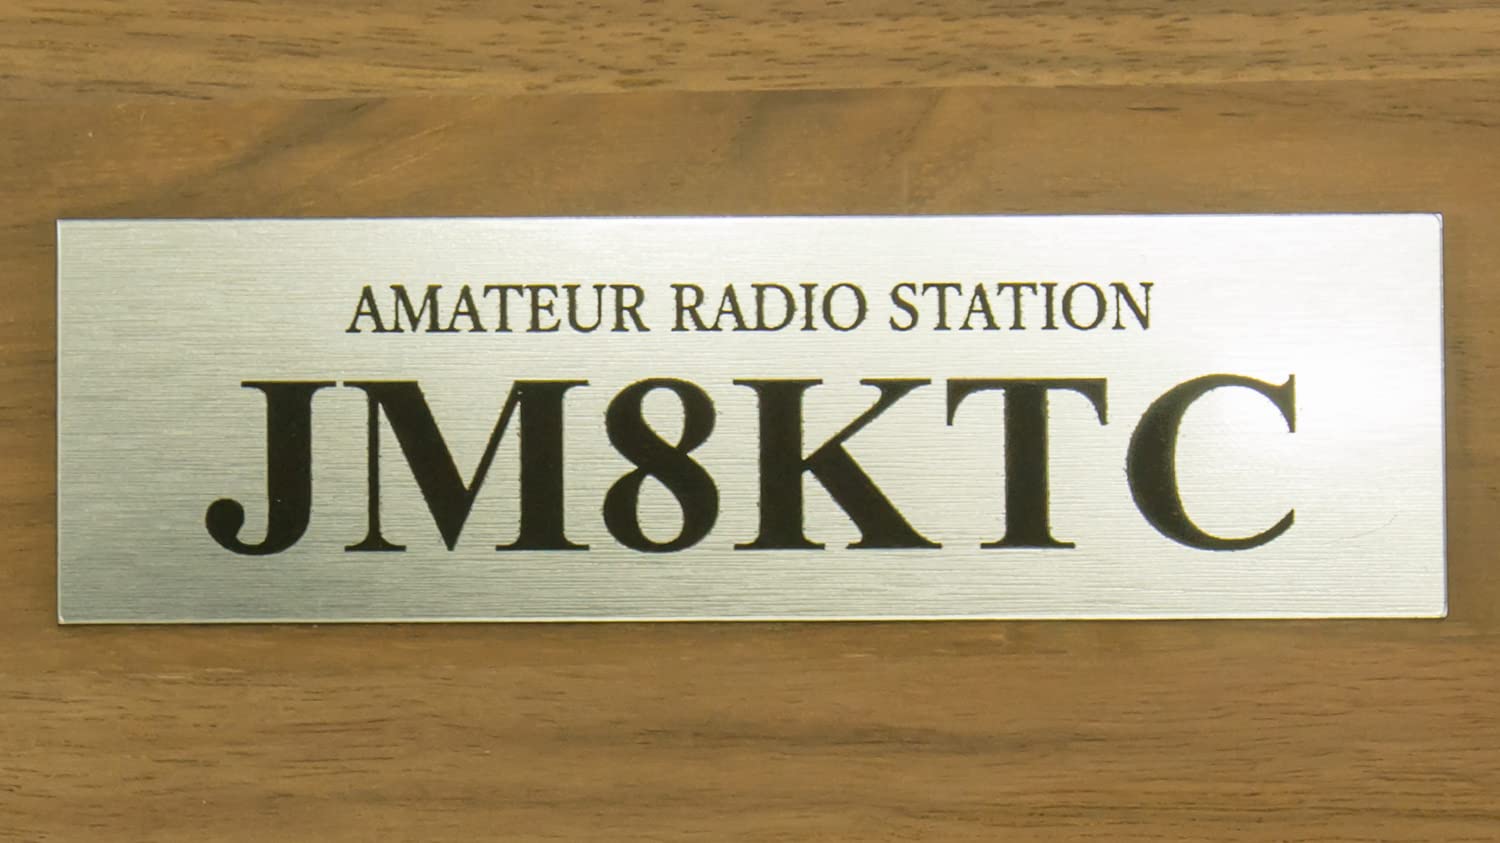 AMATEUR RADIO STATION
JM8KTC